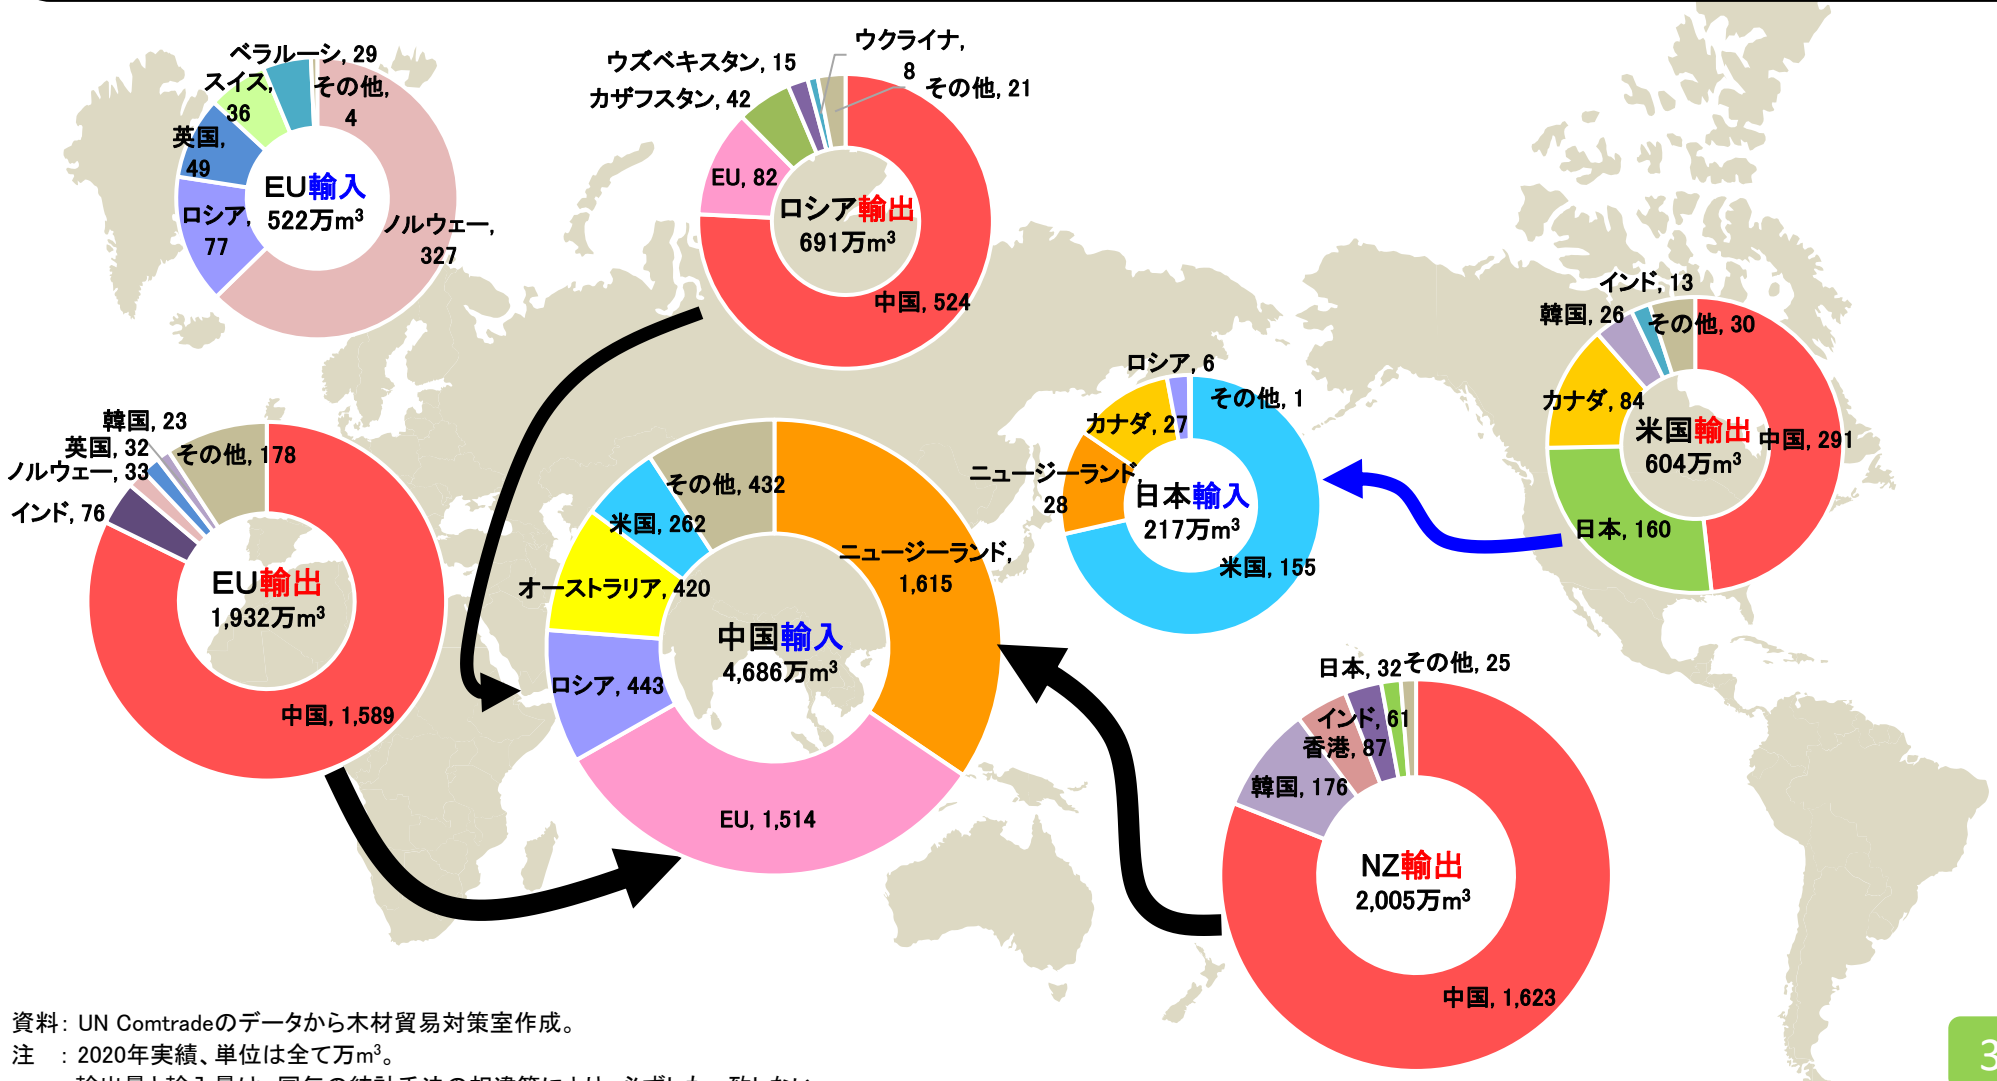 ベラルーシ, 29
スイス,
36
その他,
4
英国,
49
EU輸入
522万m³
ロシア,
77
ノルウェー,
327
ウクライナ,
8
ウズベキスタン, 15
その他, 21
カザフスタン, 42
EU, 82
ロシア輸出
691万m³
中国, 524
インド, 13
韓国, 26
その他, 30
カナダ, 84
米国輸出
604万m³
中国, 291
日本, 160
ロシア, 6
その他, 1
カナダ, 27
ニュージーランド,
28
日本輸入
217万m³
米国, 155
韓国, 23
英国, 32
その他, 178
ノルウェー, 33
インド, 76
EU輸出
1,932万m³
中国, 1,589
その他, 432
米国, 262
ニュージーランド,
1,615
オーストラリア, 420
中国輸入
4,686万m³
ロシア, 443
EU, 1,514
日本, 32
その他, 25
インド, 61
香港, 87
韓国, 176
NZ輸出
2,005万m³
中国, 1,623
資料: UN Comtradeのデータから木材貿易対策室作成。
注 : 2020年実績、単位は全て万m³。
3